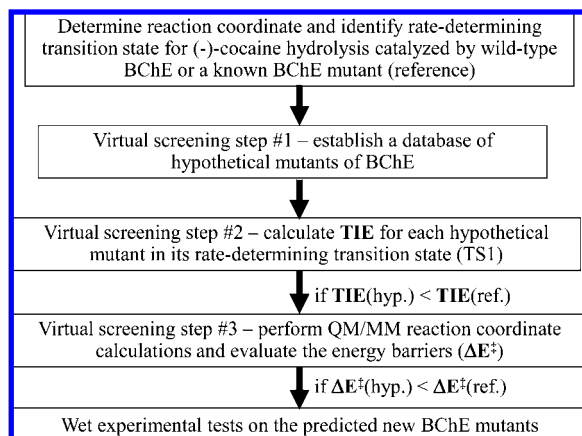 Determine reaction coordinate and identify rate-determining
transition state for (-)-cocaine hydrolysis catalyzed by wild-type
BChE or a known BChE mutant (reference)
Virtual screening step #1 – establish a database of
hypothetical mutants of BChE
Virtual screening step #2 – calculate TIE for each hypothetical
mutant in its rate-determining transition state (TS1)
if TIE(hyp.) < TIE(ref.)
Virtual screening step #3 – perform QM/MM reaction coordinate
calculations and evaluate the energy barriers (ΔE‡)
if ΔE‡(hyp.) < ΔE‡(ref.)
Wet experimental tests on the predicted new BChE mutants